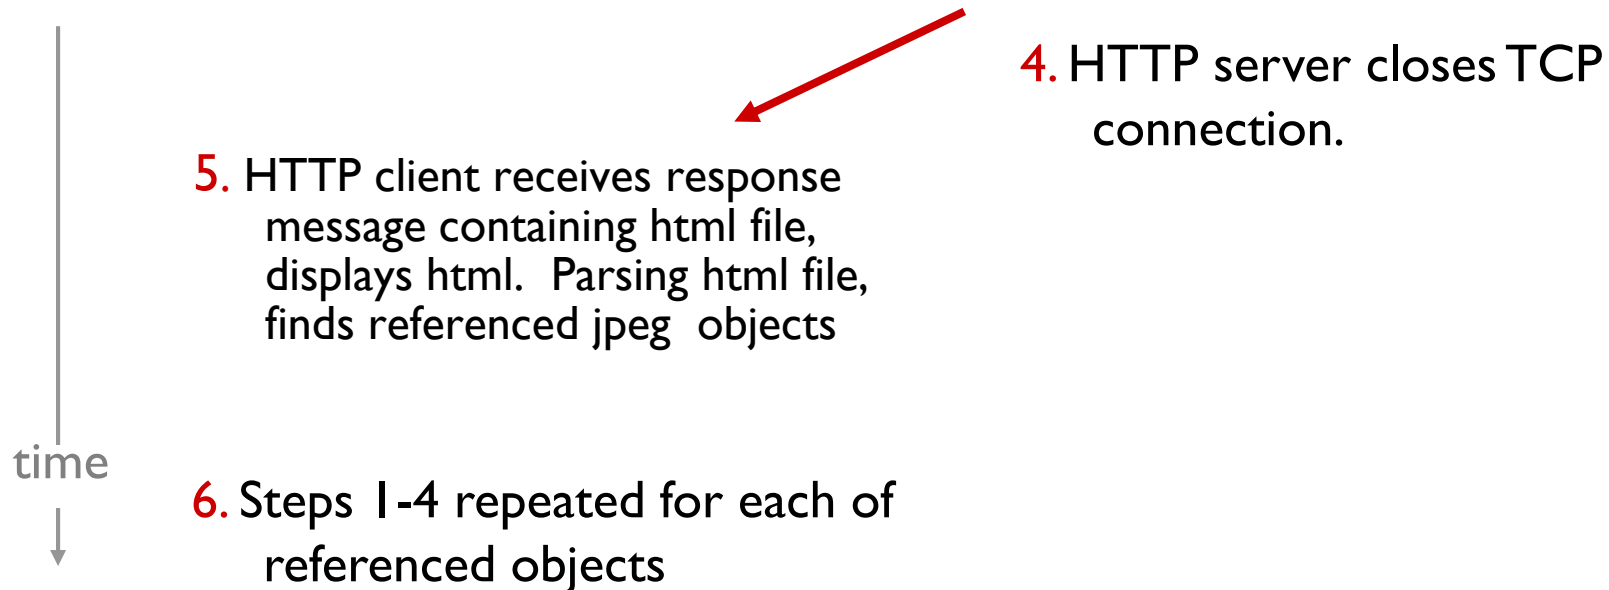 4. HTTP server closes TCP
connection.
5. HTTP client receives response
message containing html file,
displays html.  Parsing html file,
finds referenced jpeg  objects
time
6. Steps 1-4 repeated for each of
referenced objects